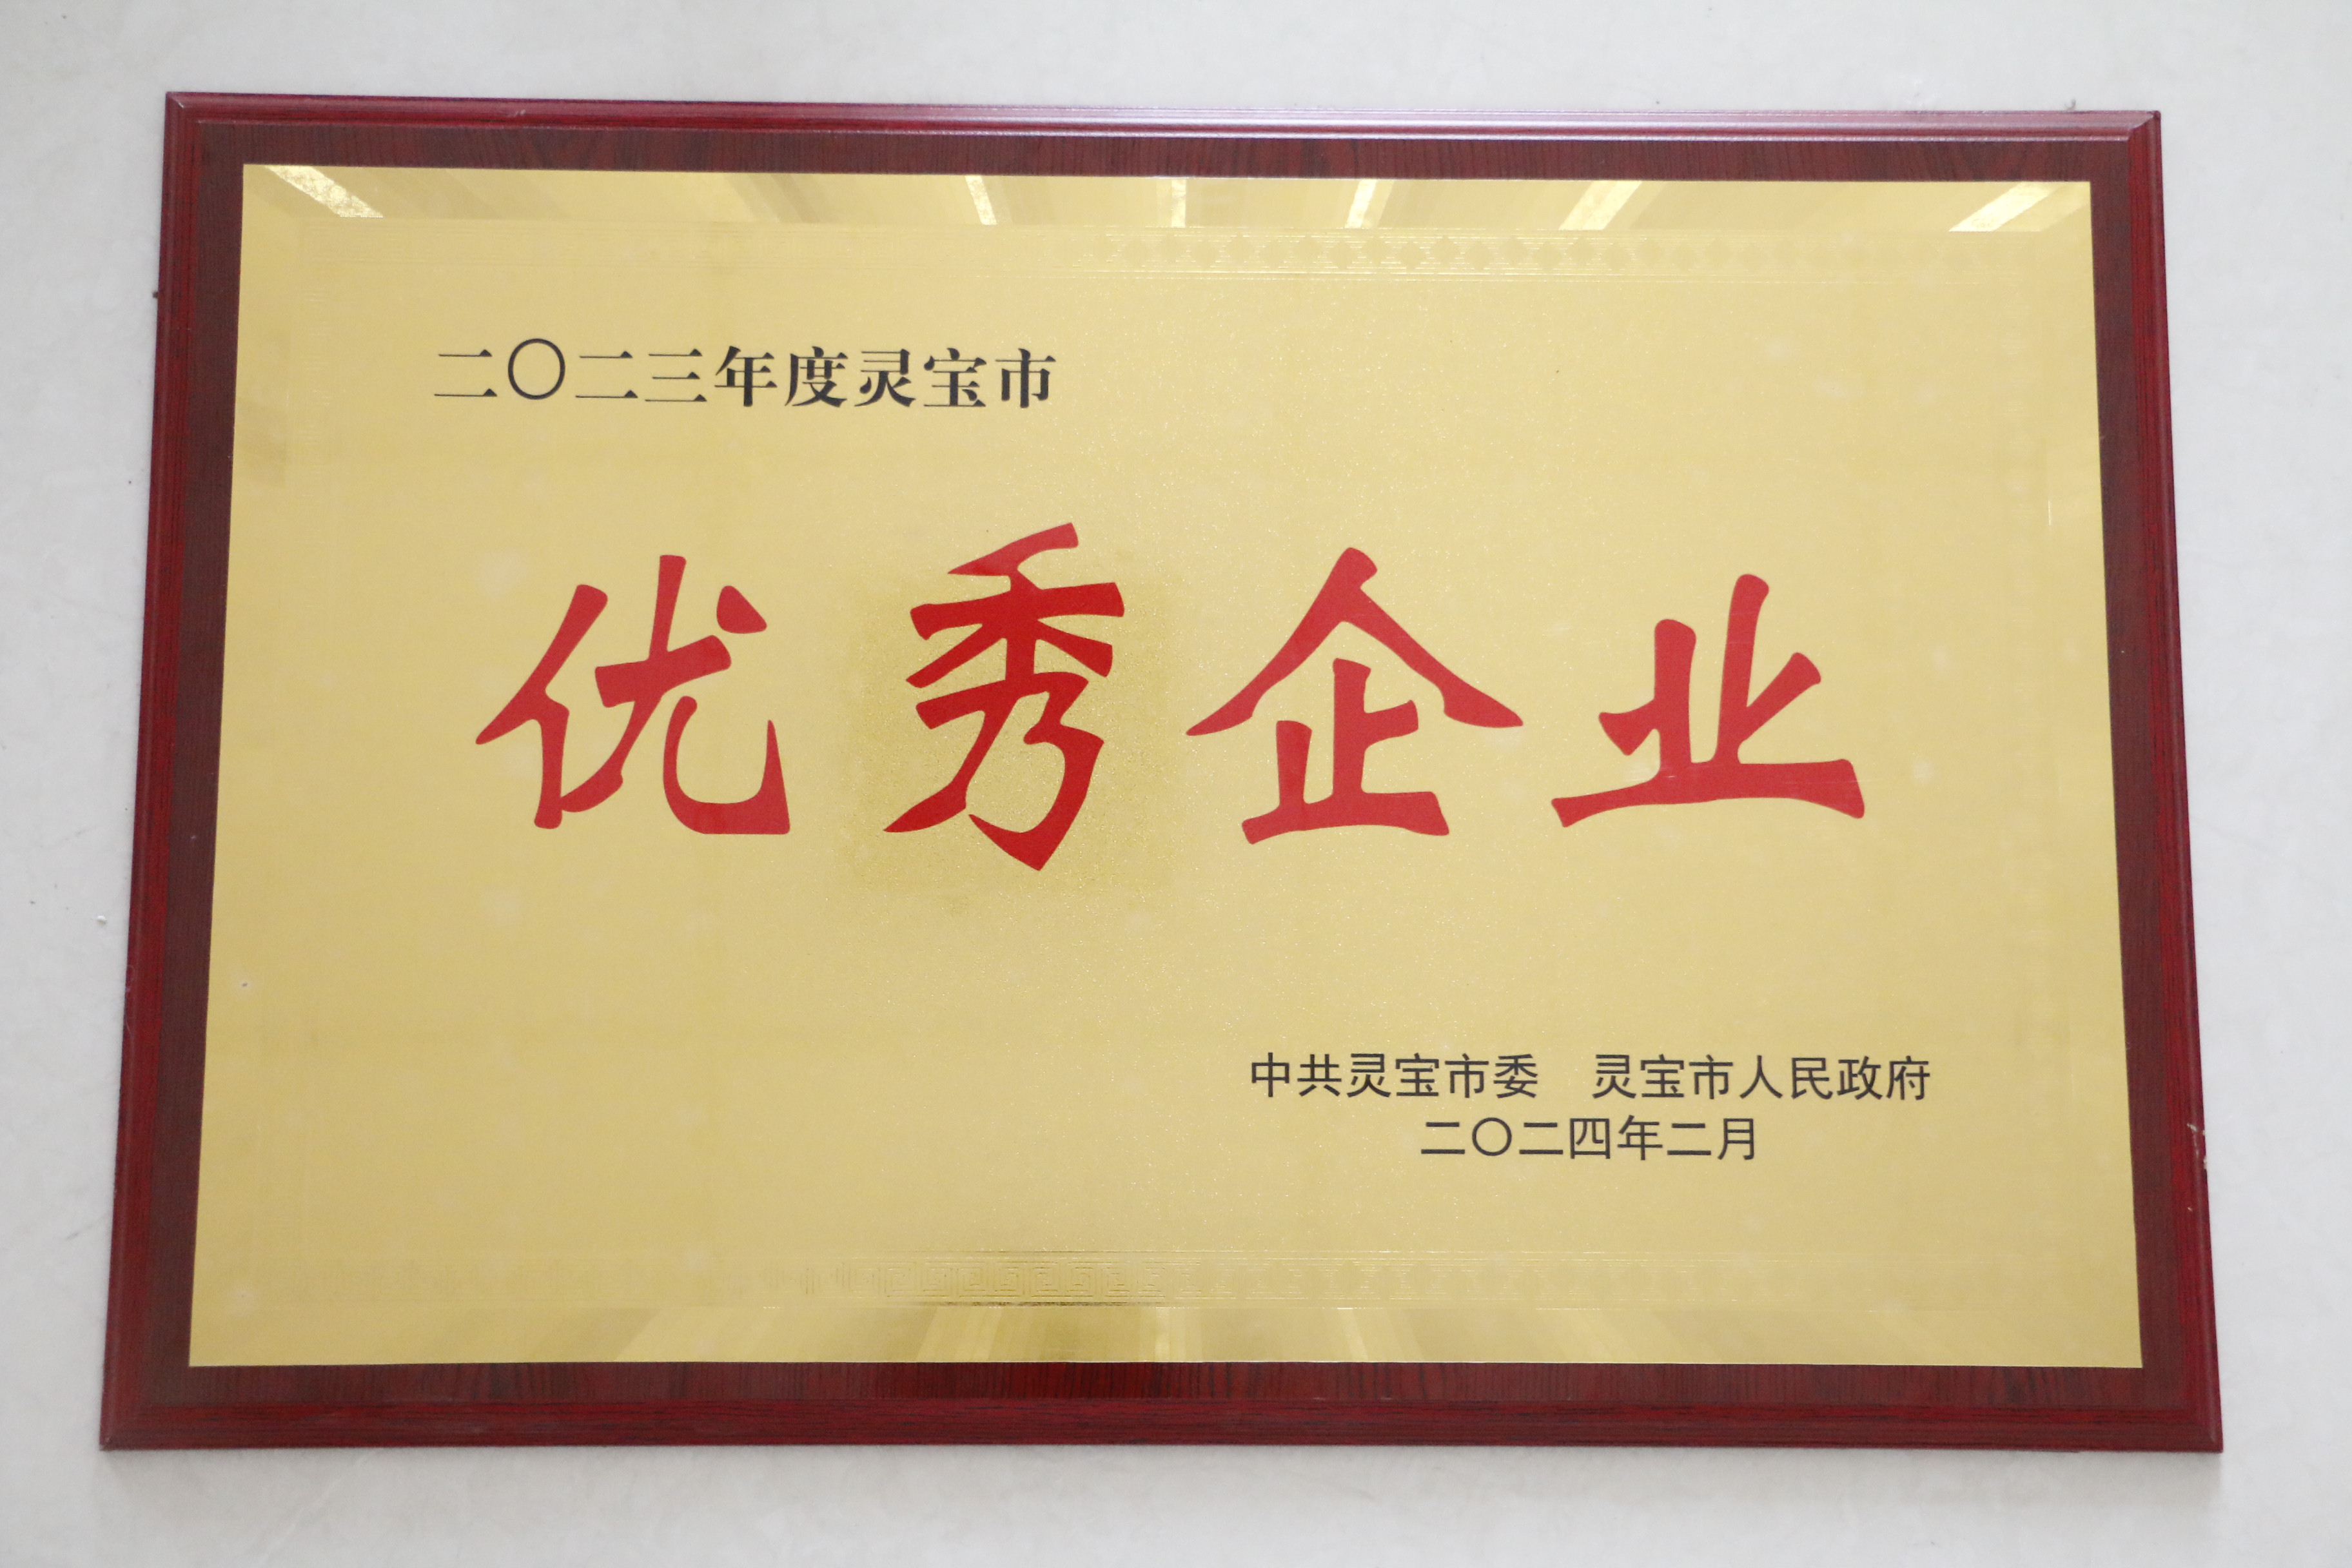 二〇二三年度灵宝市
优秀企业
中共灵宝市委　灵宝市人民政府
二〇二四年二月